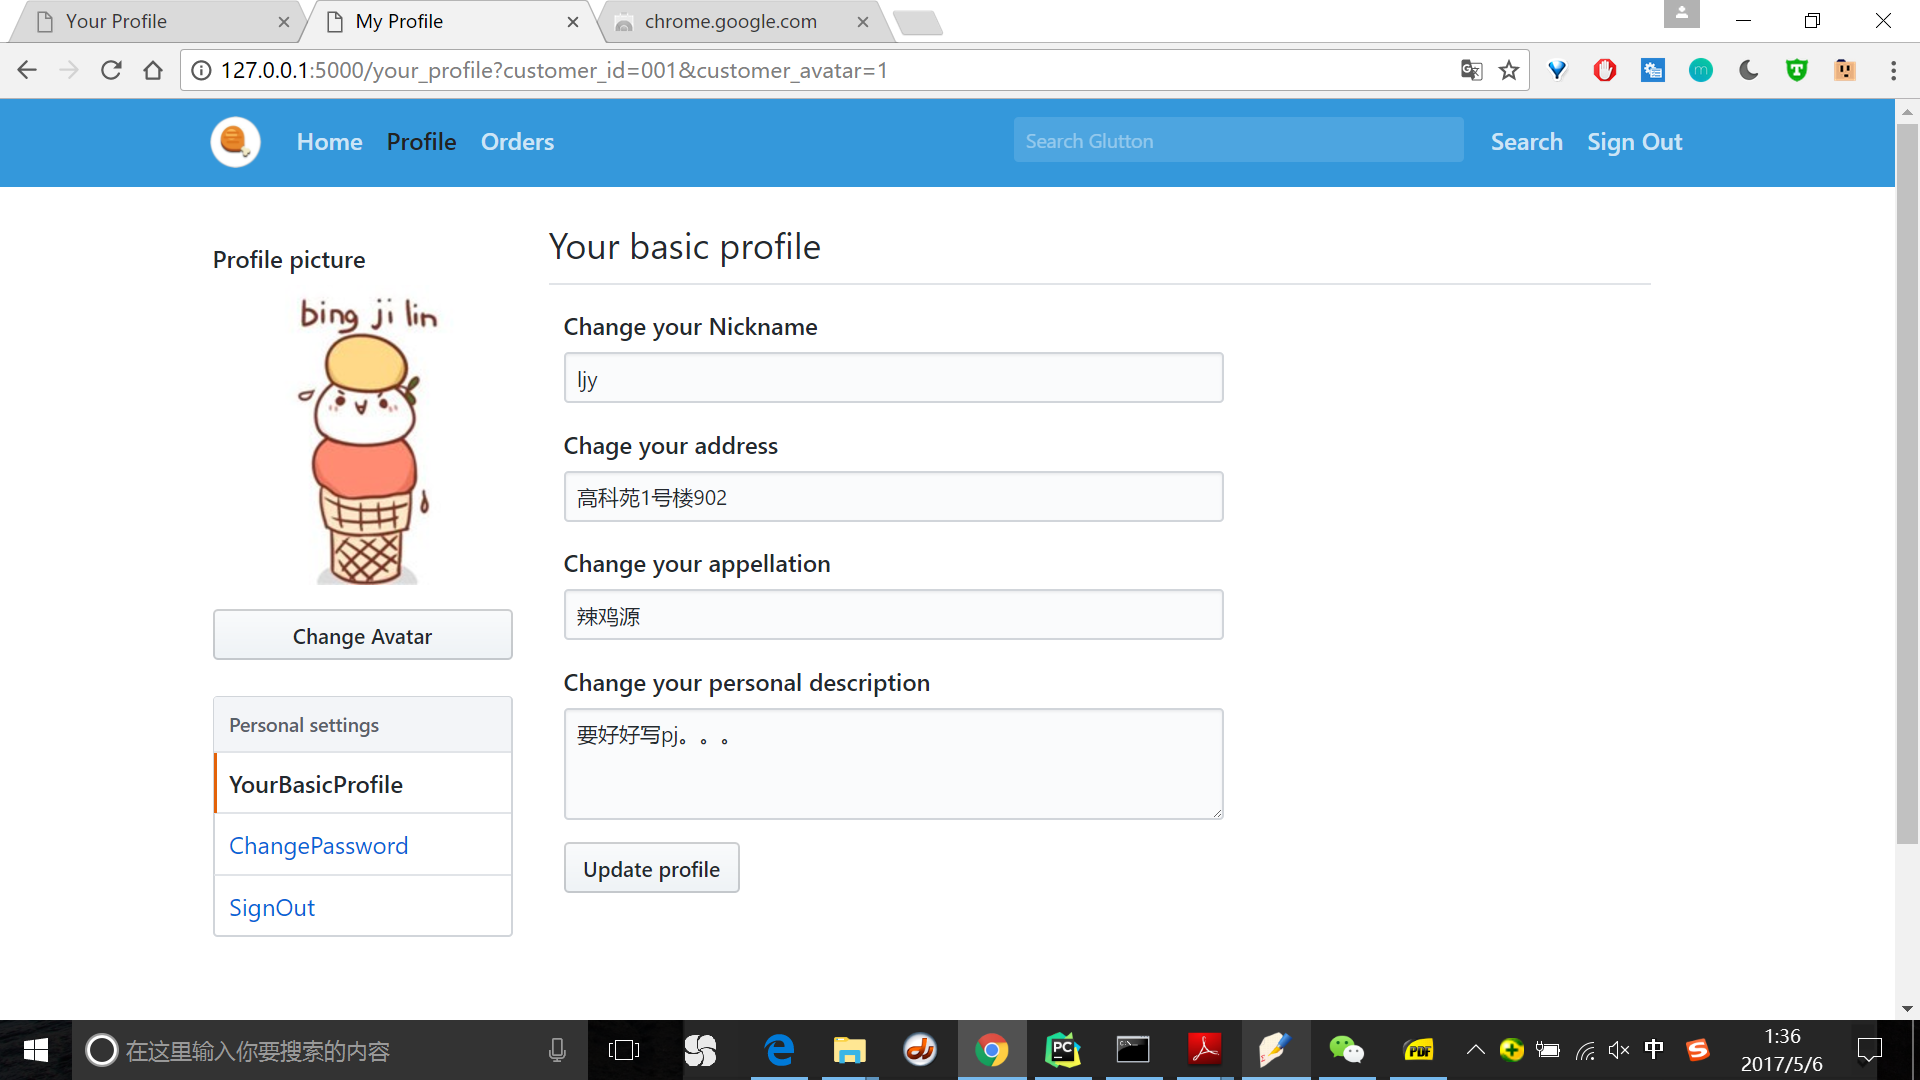 Your Profile
My Profile
chrome.google.com
127.0.0.1:5000/your_profile?customer_id=001&customer_avatar=1
Home Profile Orders
Search Glutton
Search Sign Out
Profile picture
bing ji lin
Change Avatar
Personal settings
YourBasicProfile
ChangePassword
SignOut
Your basic profile
Change your Nickname
ljy
Chage your address
高科苑1号楼902
Change your appellation
辣鸡源
Change your personal description
要好好写pj。。。
Update profile
在这里输入你要搜索的内容
PC
PDF
中
1:36
2017/5/6